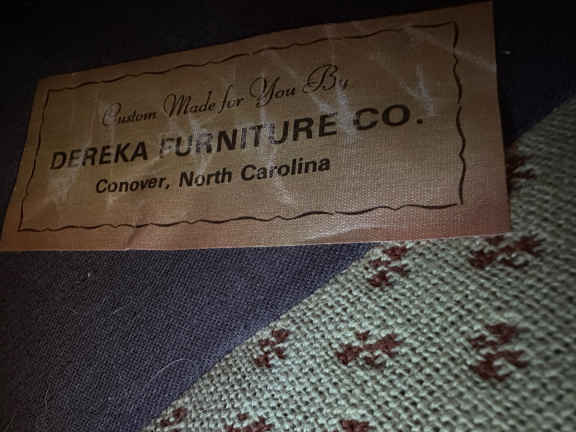 Custom Made for You By
DEREKA FURNITURE CO.
Conover, North Carolina